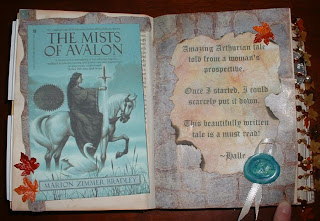 THE MISTS
OF AVALON
MARION ZIMMER BRADLEY
Amazing Arthurian tale
told from a woman's
prospective.
Once I started, I could
scarcely put it down.
This beautifully written
tale is a must read!
~Halle